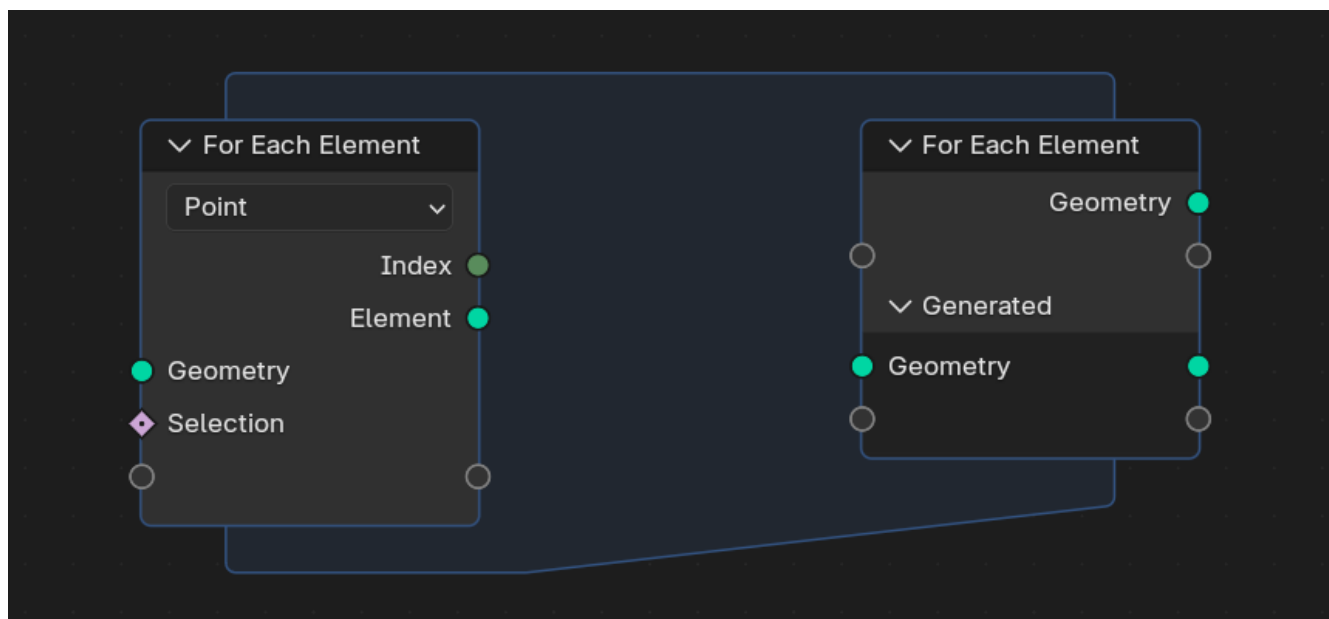 For Each Element
Point
Index
Element
Geometry
Selection
For Each Element
Geometry
Generated
Geometry